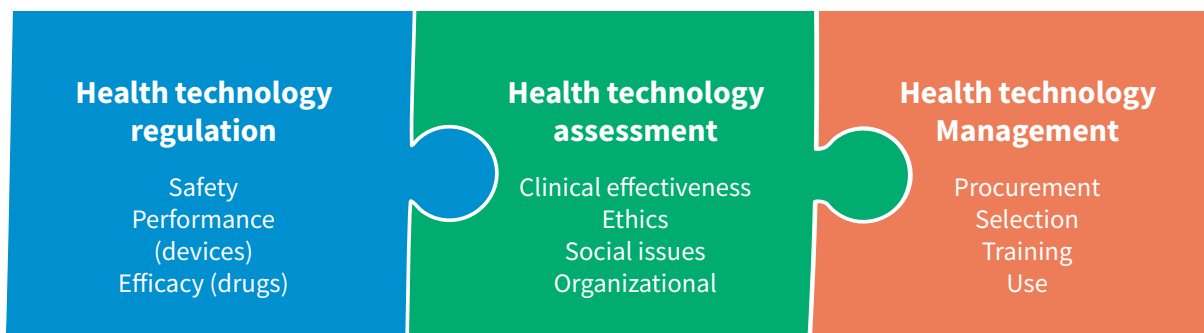 Health technology
regulation
Safety
Performance
(devices)
Efficacy (drugs)
Health technology
assessment
Clinical effectiveness
Ethics
Social issues
Organizational
Health technology
Management
Procurement
Selection
Training
Use